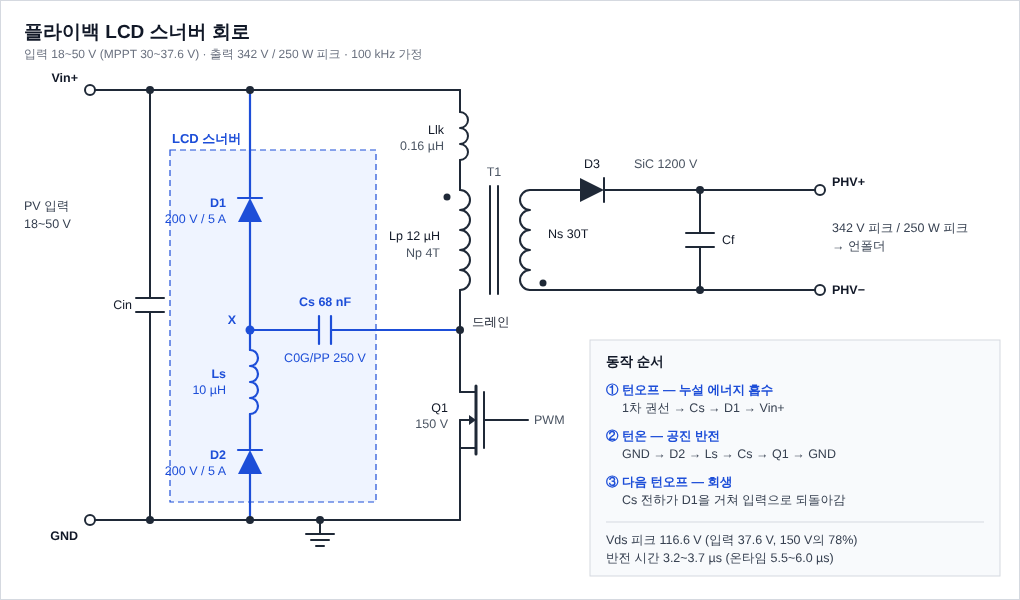 플라이백 LCD 스너버 회로
입력 18~50 V (MPPT 30~37.6 V) · 출력 342 V / 250 W 피크 · 100 kHz 가정
Vin+
LCD 스너버
Llk
0.16 µH
T1
D3
SiC 1200 V
PHV+
PV 입력
18~50 V
D1
200 V / 5 A
Lp 12 µH
Np 4T
Ns 30T
Cf
342 V 피크 / 250 W 피크
→ 언폴더
PHV−
Cin
X
Cs 68 nF
C0G/PP 250 V
드레인
Ls
10 µH
Q1
150 V
PWM
D2
200 V / 5 A
GND
동작 순서
① 턴오프 — 누설 에너지 흡수
1차 권선 → Cs → D1 → Vin+
② 턴온 — 공진 반전
GND → D2 → Ls → Cs → Q1 → GND
③ 다음 턴오프 — 회생
Cs 전하가 D1을 거쳐 입력으로 되돌아감
Vds 피크 116.6 V (입력 37.6 V, 150 V의 78%)
반전 시간 3.2~3.7 µs (온타임 5.5~6.0 µs)